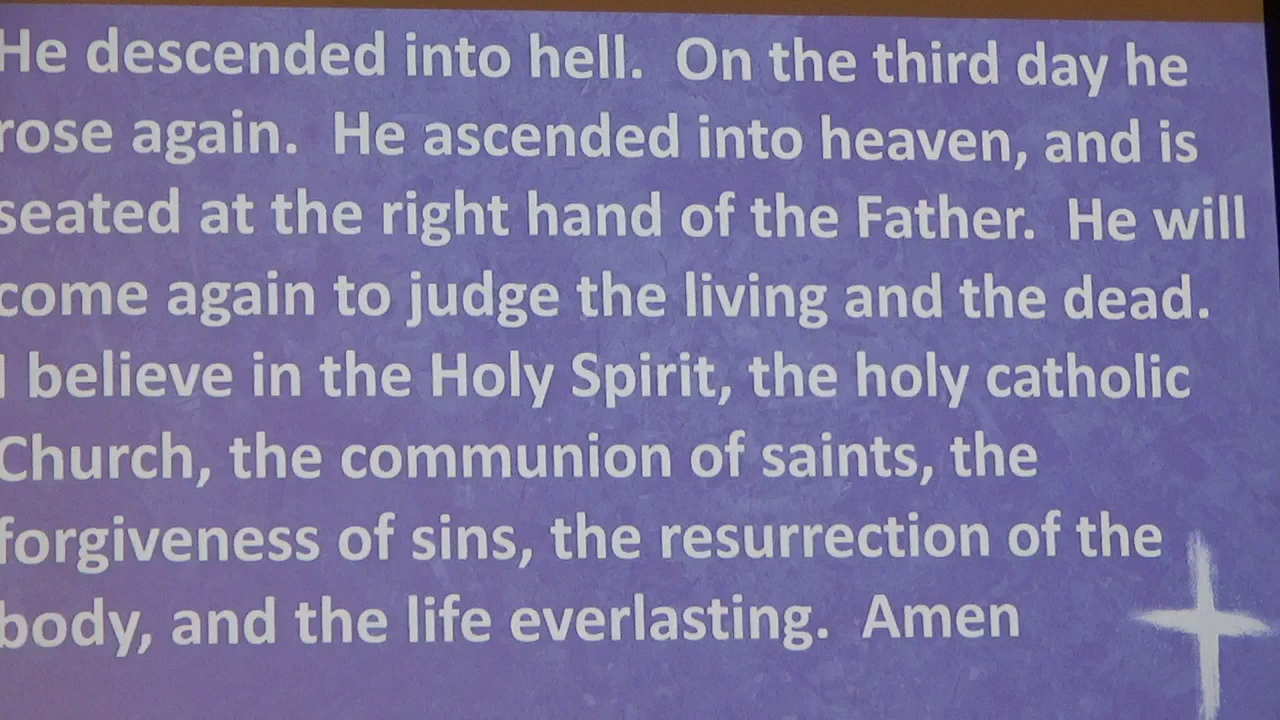 He descended into hell.  On the third day he
rose again.  He ascended into heaven, and is
seated at the right hand of the Father.  He will
come again to judge the living and the dead.
I believe in the Holy Spirit, the holy catholic
Church, the communion of saints, the
forgiveness of sins, the resurrection of the
body, and the life everlasting.  Amen